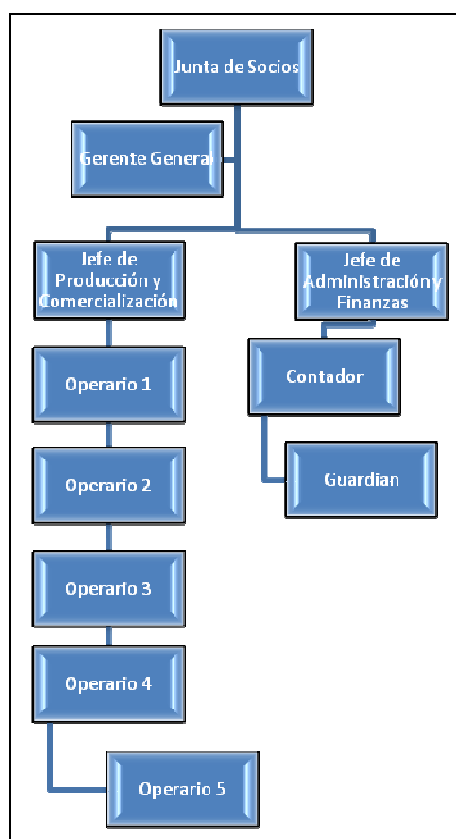 Junta de Socios
Gerente General
Jefe de
Producción y
Comercialización
Jefe de
Administración y
Finanzas
Operario 1
Contador
Operario 2
Guardian
Operario 3
Operario 4
Operario 5